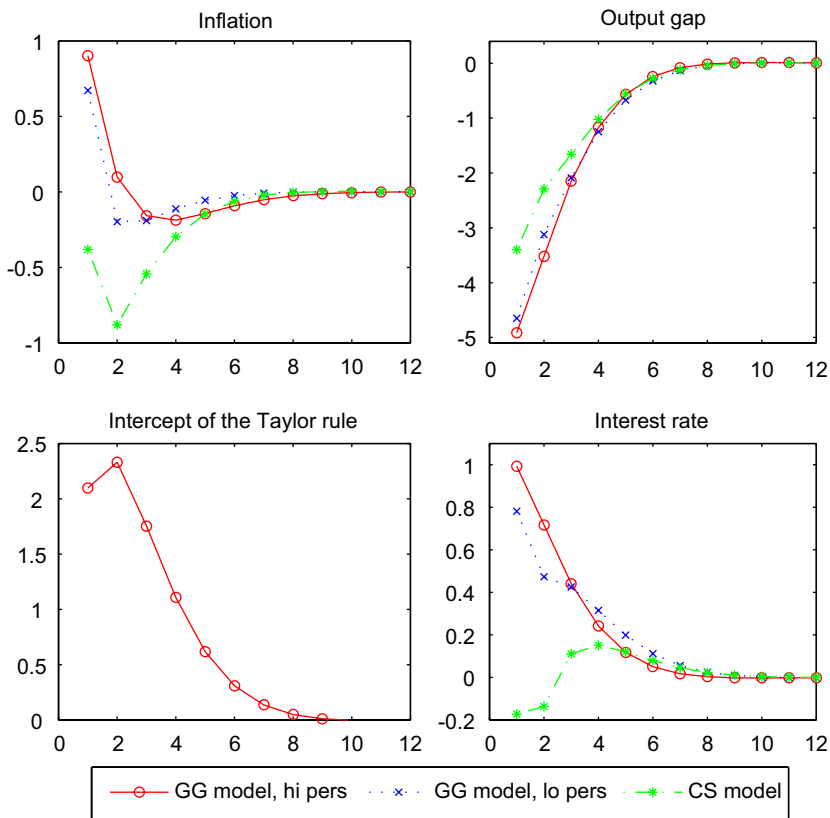 Inflation
1
0.5
0
-0.5
-1
0 2 4 6 8 10 12
Output gap
0
-1
-2
-3
-4
-5
0 2 4 6 8 10 12
Intercept of the Taylor rule
2.5
2
1.5
1
0.5
0
0 2 4 6 8 10 12
Interest rate
1
0.8
0.6
0.4
0.2
0
-0.2
0 2 4 6 8 10 12
GG model, hi pers GG model, lo pers CS model